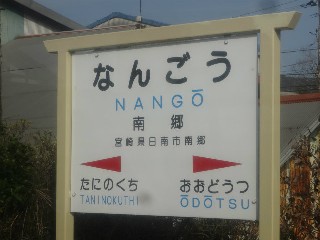 なんごう
NANGŌ
南郷
宮崎県日南市南郷
たにのくち おおどうつ
TANINOKUTHI ŌDŌTSU